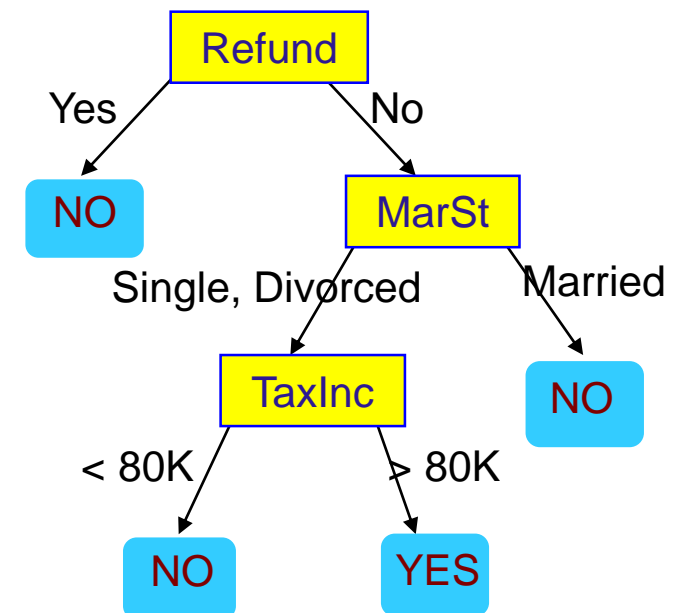 Refund
Yes
No
NO
MarSt
Single, Divorced
Married
TaxInc
NO
< 80K
> 80K
NO
YES